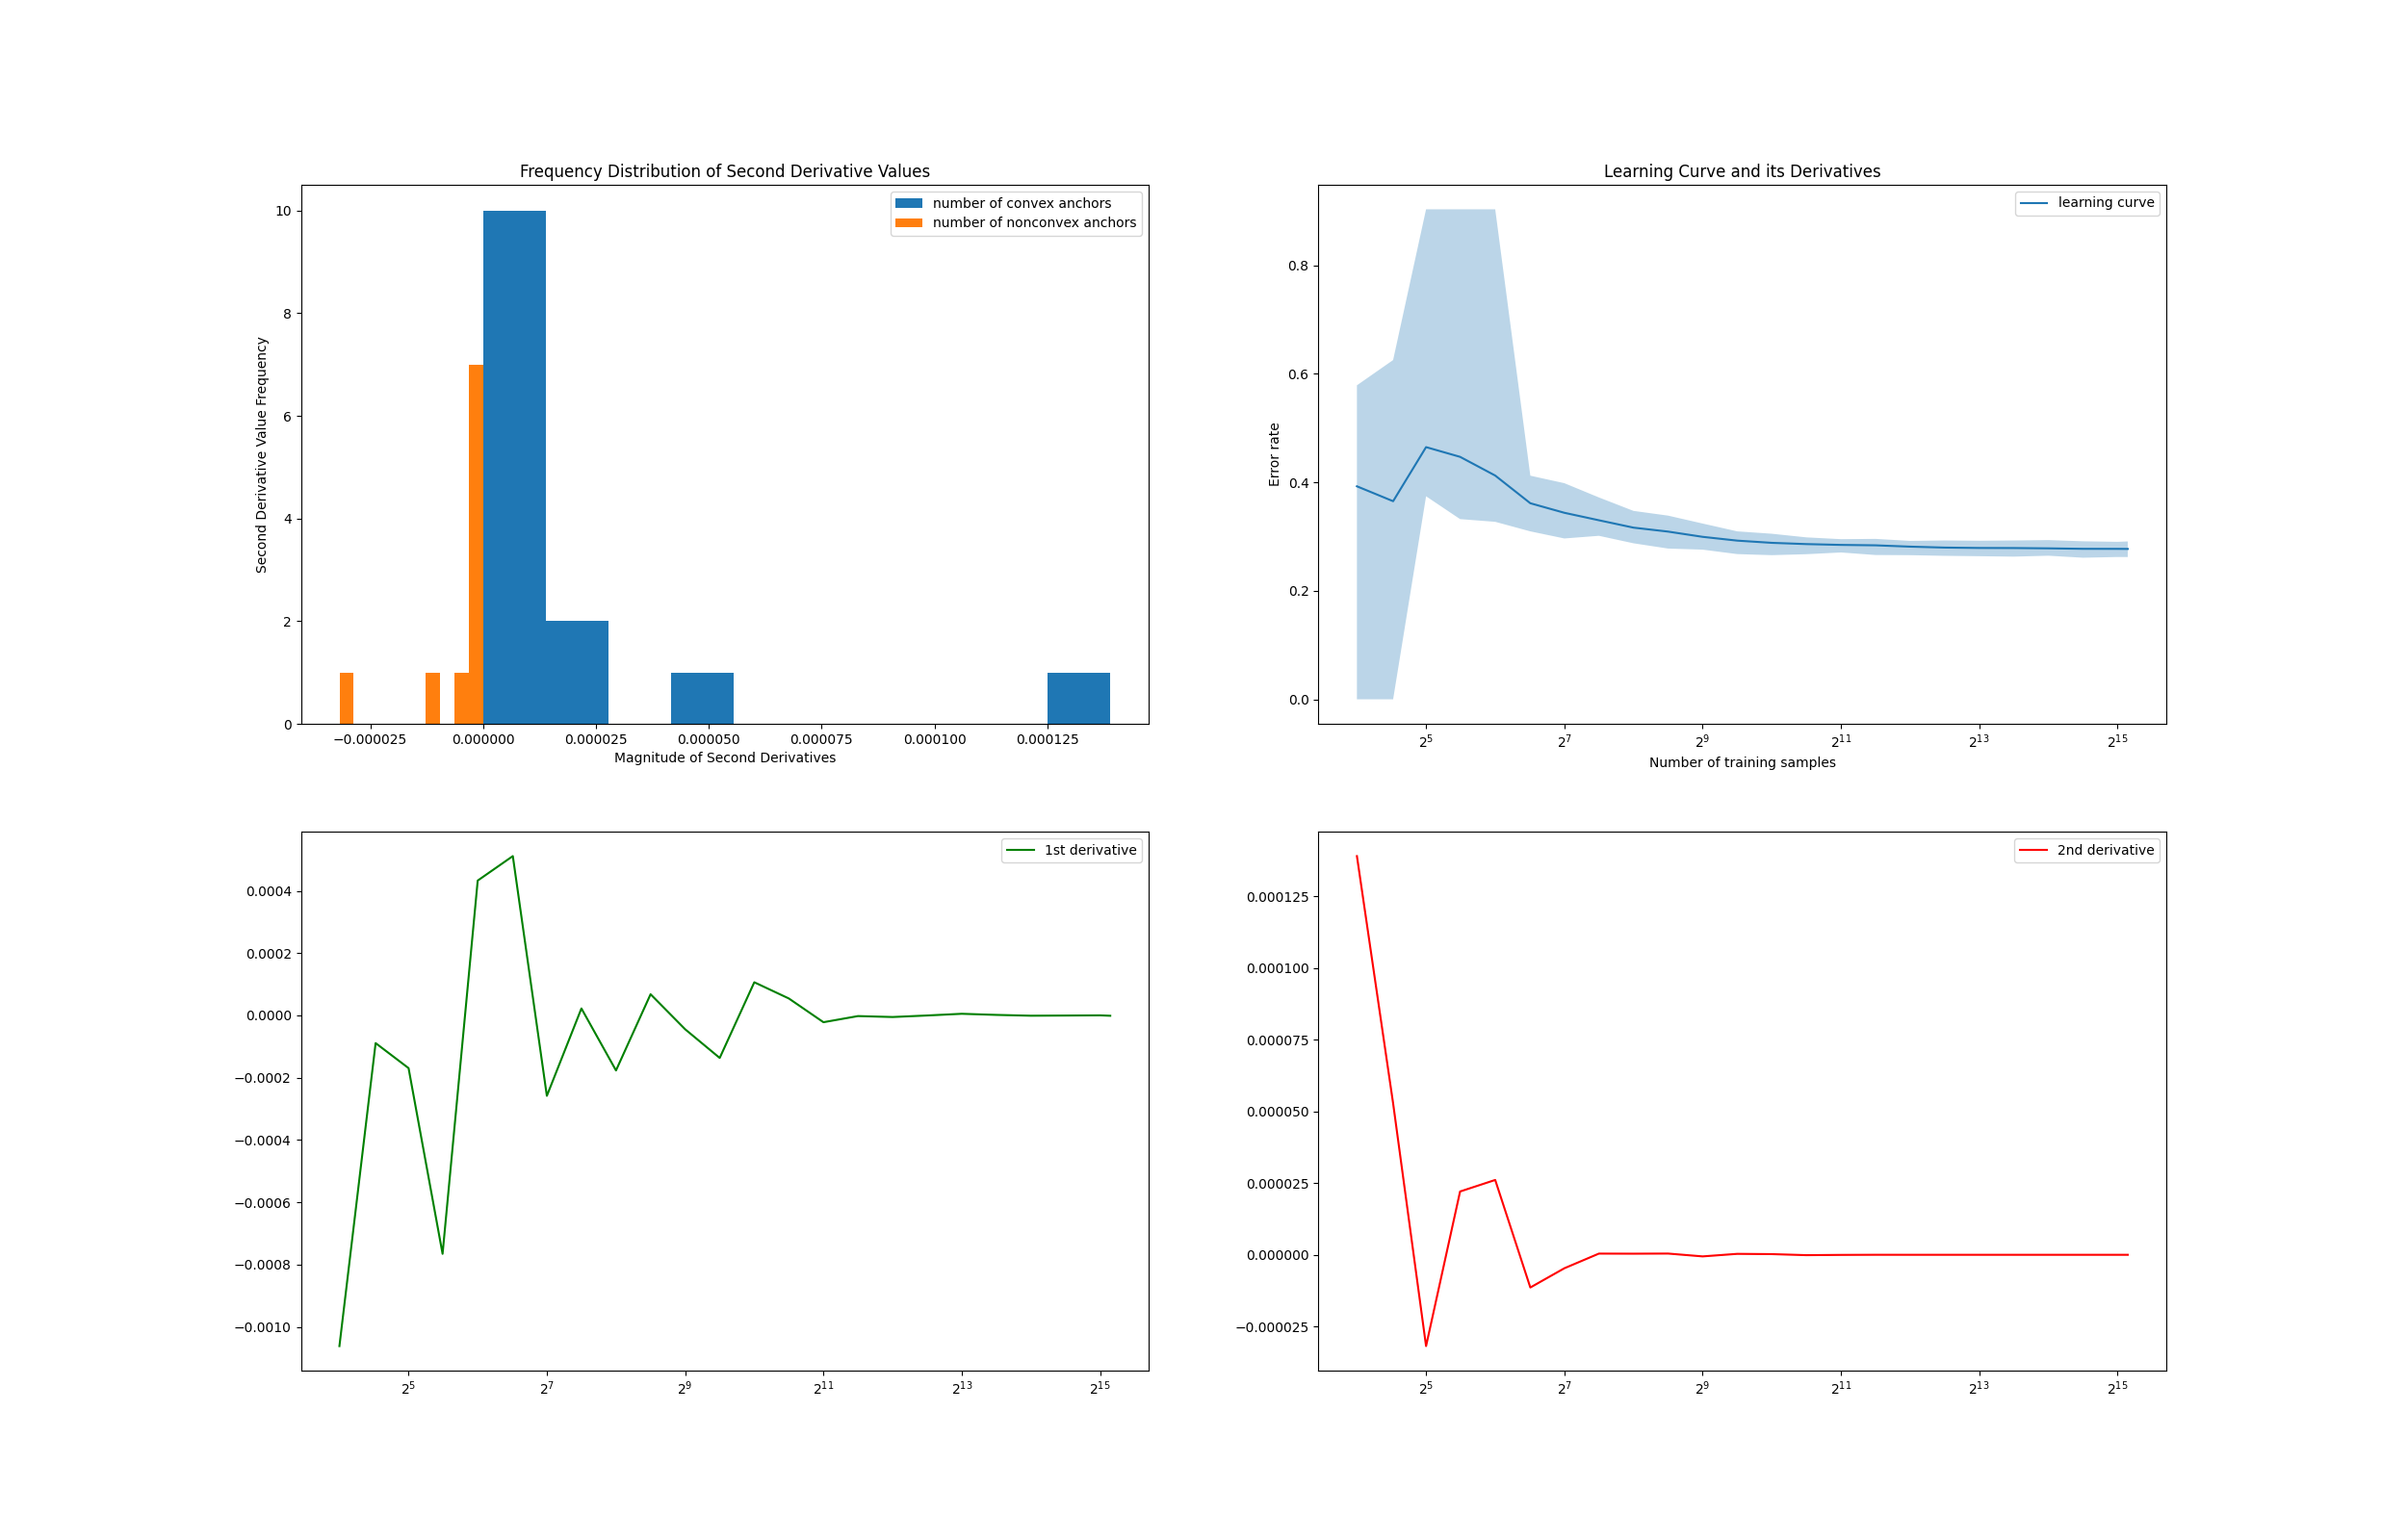 Frequency Distribution of Second Derivative Values
number of convex anchors
number of nonconvex anchors
10
8
6
4
2
0
Second Derivative Value Frequency
−0.000025 0.000000 0.000025 0.000050 0.000075 0.000100 0.000125
Magnitude of Second Derivatives
Learning Curve and its Derivatives
learning curve
0.8
0.6
0.4
0.2
0.0
Error rate
2^5 2^7 2^9 2^11 2^13 2^15
Number of training samples
1st derivative
0.0004
0.0002
0.0000
−0.0002
−0.0004
−0.0006
−0.0008
−0.0010
2^5 2^7 2^9 2^11 2^13 2^15
2nd derivative
0.000125
0.000100
0.000075
0.000050
0.000025
0.000000
−0.000025
2^5 2^7 2^9 2^11 2^13 2^15